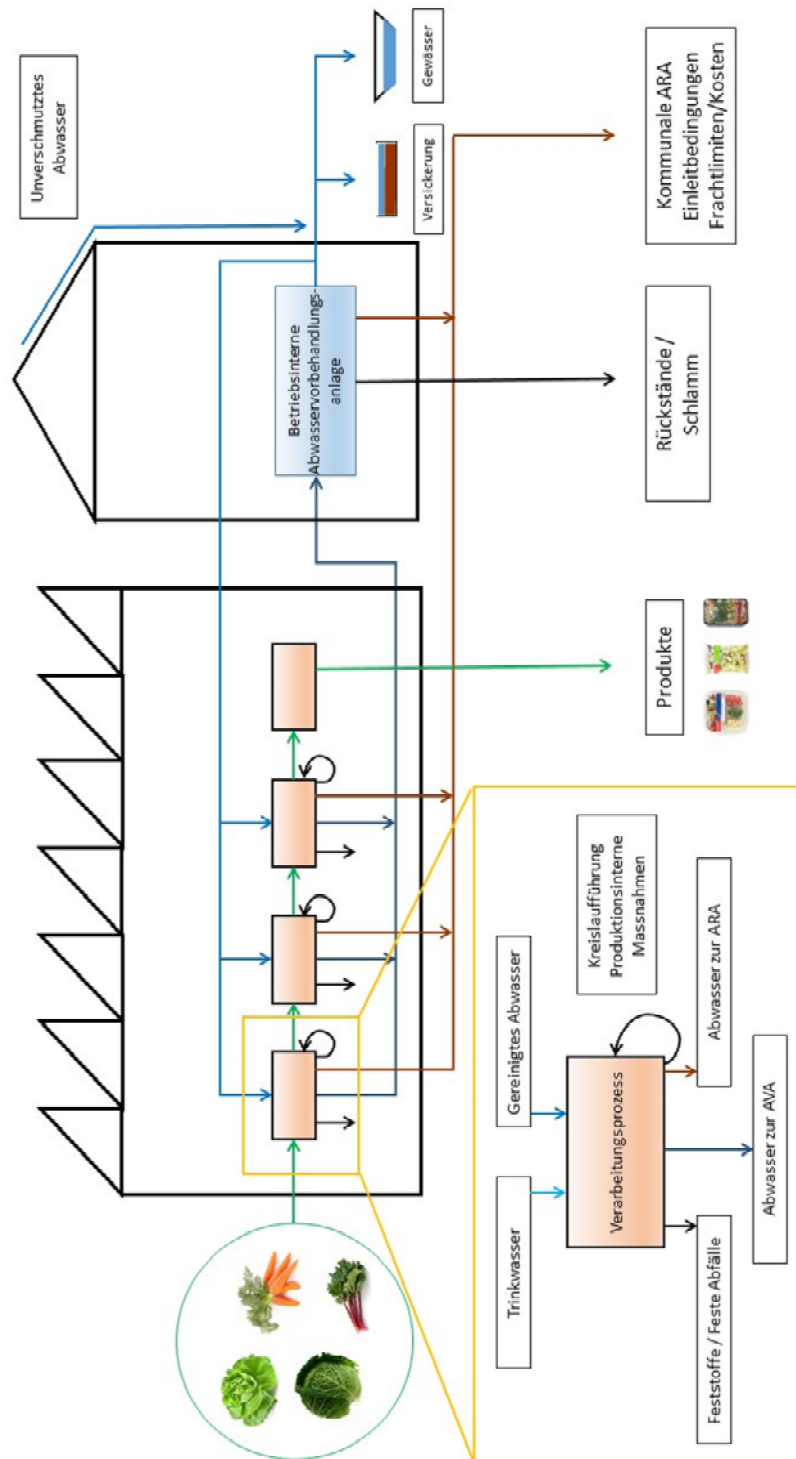 Unverschmutztes
Abwasser
Betriebsinterne
Abwasservorbehandlungs-
anlage
Gewässer
Versickerung
Kommunale ARA
Einleitbedingungen
Frachtlimiten/Kosten
Rückstände /
Schlamm
Produkte
Kreislaufführung
Produktionsinterne
Massnahmen
Trinkwasser
Gereinigtes Abwasser
Verarbeitungsprozess
Feststoffe / Feste Abfälle
Abwasser zur AVA
Abwasser zur ARA